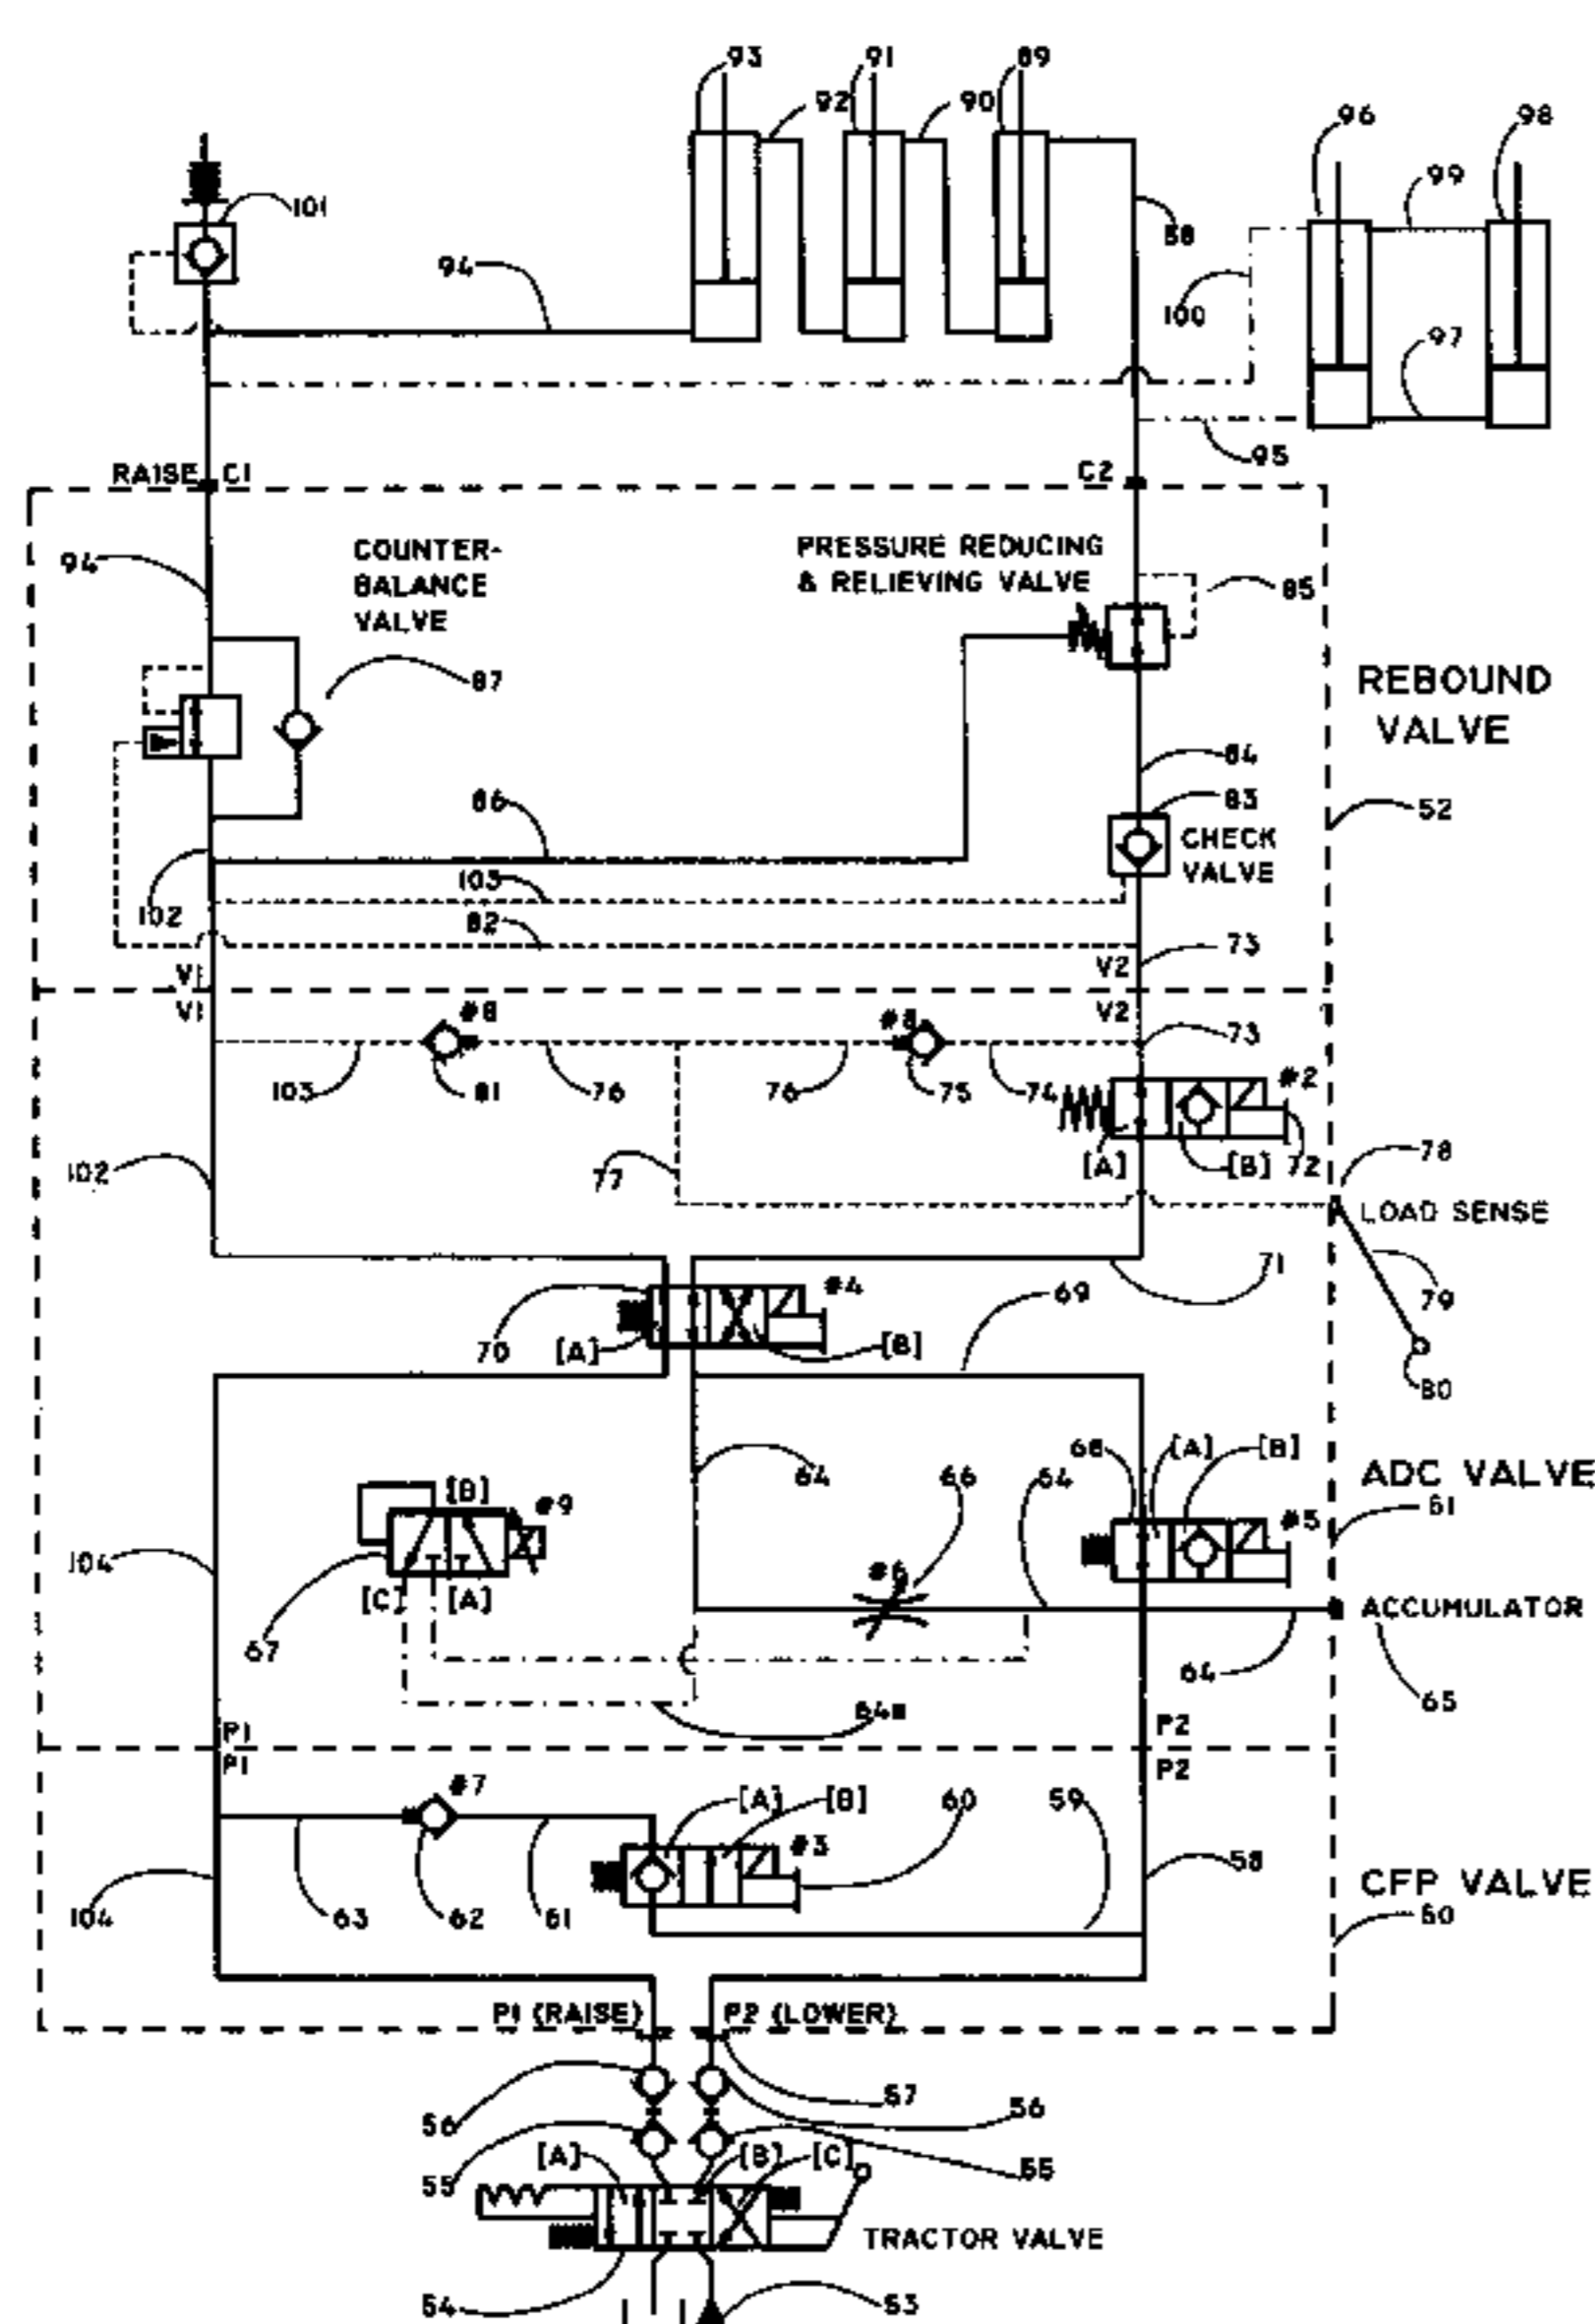 93
91
89
92
90
96
98
99
101
94
88
100
97
95
RAISE C1
C2
94
COUNTER-
BALANCE
VALVE
PRESSURE REDUCING
& RELIEVING VALVE
85
87
REBOUND
VALVE
84
86
83
52
CHECK
VALVE
103
102
82
73
V1
V2
V1
V2
#8
#8
73
103
81
76
76
75
74
#2
[A]
[B]
72
78
102
77
LOAD SENSE
71
#4
69
79
70
[A]
[B]
80
68
[A]
[B]
64
66
64
ADC VALVE
[B]
#9
#5
51
104
#6
[C]
[A]
ACCUMULATOR
67
64
64a
65
P1
P2
P1
P2
#7
[A]
[B]
60
59
#3
58
CFP VALVE
104
63
62
61
50
P1 (RAISE)
P2 (LOWER)
57
56
56
[A]
[B]
[C]
55
55
TRACTOR VALVE
54
53